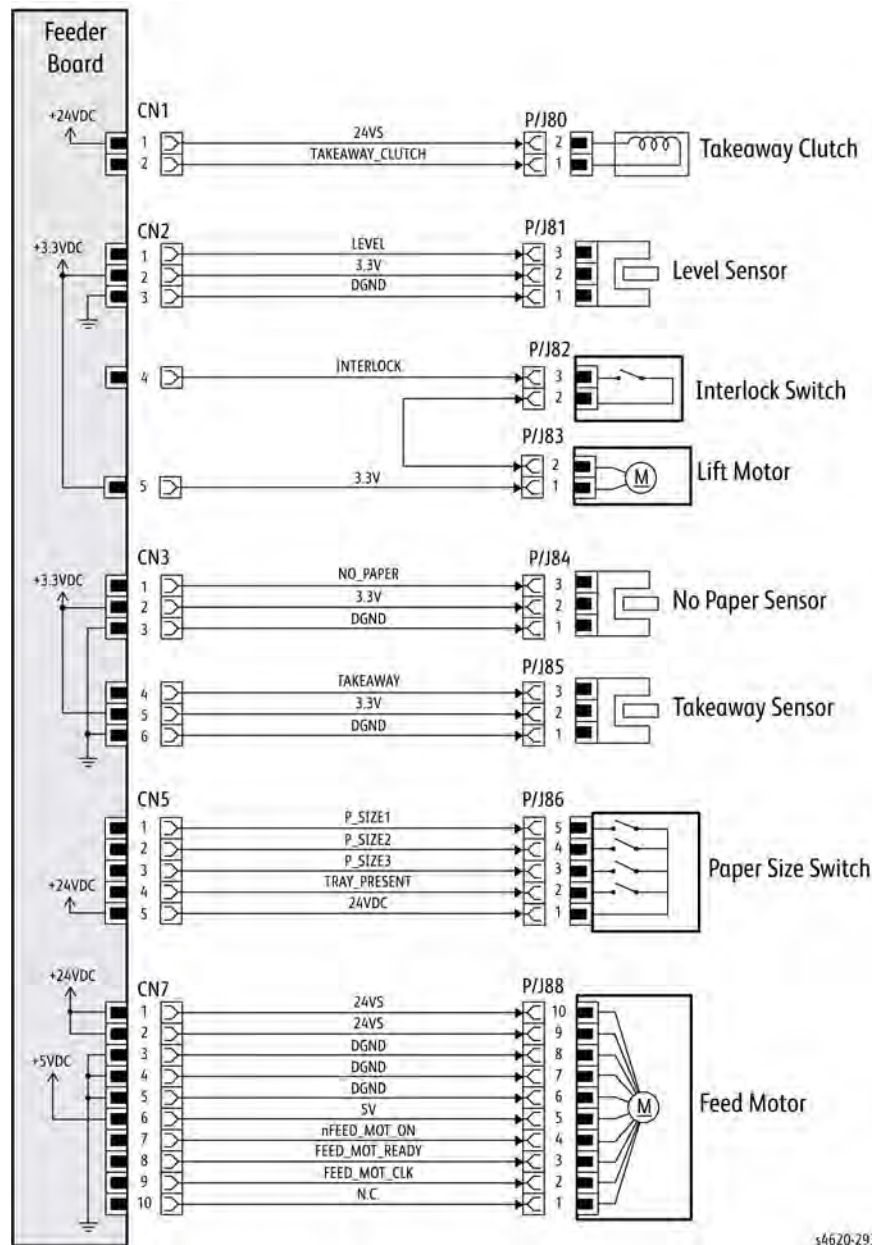 Feeder
Board
+24VDC
CN1
P/J80
1 24VS 2
2 TAKEAWAY_CLUTCH 1
Takeaway Clutch
+3.3VDC
CN2
P/J81
1 LEVEL 3
2 3.3V 2
3 DGND 1
Level Sensor
P/J82
4 INTERLOCK 3
2
Interlock Switch
P/J83
2
5 3.3V 1
M
Lift Motor
+3.3VDC
CN3
P/J84
1 NO_PAPER 3
2 3.3V 2
3 DGND 1
No Paper Sensor
P/J85
4 TAKEAWAY 3
5 3.3V 2
6 DGND 1
Takeaway Sensor
CN5
P/J86
1 P_SIZE1 5
2 P_SIZE2 4
3 P_SIZE3 3
4 TRAY_PRESENT 2
5 24VDC 1
+24VDC
Paper Size Switch
+24VDC
CN7
P/J88
1 24VS 10
2 24VS 9
3 DGND 8
4 DGND 7
5 DGND 6
6 5V 5
7 nFEED_MOT_ON 4
8 FEED_MOT_READY 3
9 FEED_MOT_CLK 2
10 N.C. 1
+5VDC
M
Feed Motor